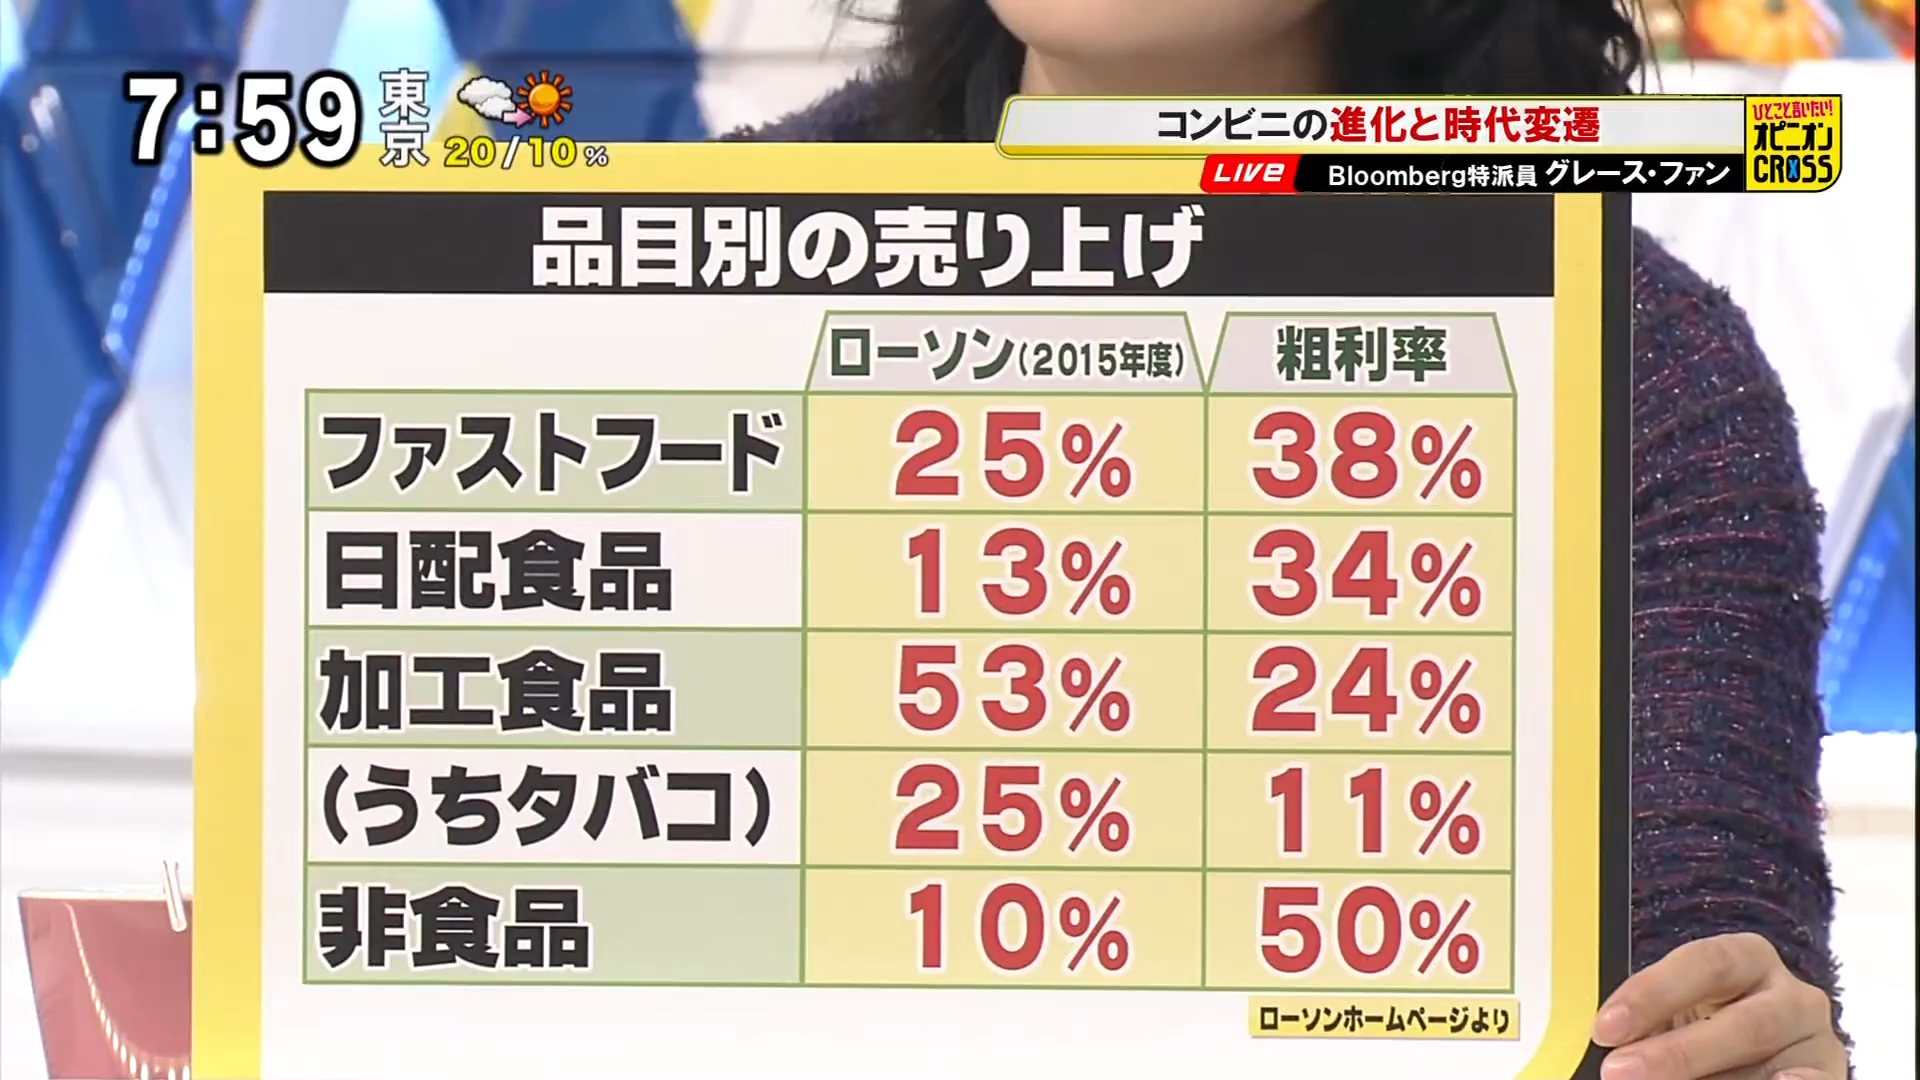 7:59
東京
20/10%
コンビニの進化と時代変遷
ひとこと言いたい!
オピニオン
CROSS
LIVE
Bloomberg特派員 グレース・ファン
品目別の売り上げ
ローソン(2015年度) 粗利率
ファストフード 25% 38%
日配食品 13% 34%
加工食品 53% 24%
(うちタバコ) 25% 11%
非食品 10% 50%
ローソンホームページより